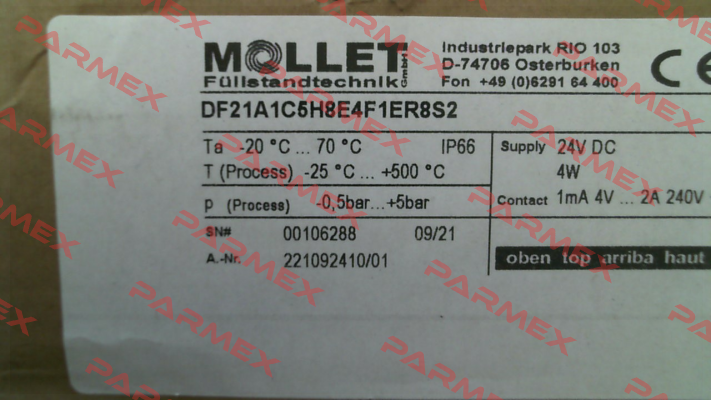 MOLLET
Füllstandtechnik GmbH
Industriepark RIO 103
D-74706 Osterburken
Fon +49 (0)6291 64 400
CE
DF21A1C5H8E4F1ER8S2
Ta -20 °C ... 70 °C IP66
T (Process) -25 °C ... +500 °C
p (Process) -0,5bar...+5bar
SN# 00106288 09/21
A.-Nr. 221092410/01
Supply 24V DC
4W
Contact 1mA 4V ... 2A 240V
oben top arriba haut
PARMEX
PARMEX
PARMEX
PARMEX
PARMEX
PARMEX
PARMEX
PARMEX
PARMEX